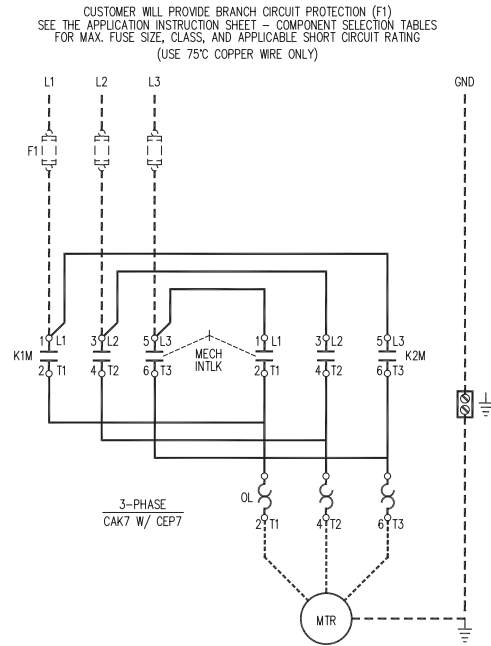 CUSTOMER WILL PROVIDE BRANCH CIRCUIT PROTECTION (F1)
SEE THE APPLICATION INSTRUCTION SHEET – COMPONENT SELECTION TABLES
FOR MAX. FUSE SIZE, CLASS, AND APPLICABLE SHORT CIRCUIT RATING
(USE 75°C COPPER WIRE ONLY)
L1 L2 L3 GND
F1
1 L1 3 L2 5 L3 1 L1 3 L2 5 L3
K1M MECH K2M
INTLK
2 T1 4 T2 6 T3 2 T1 4 T2 6 T3
OL
3-PHASE
CAK7 W/ CEP7
2 T1 4 T2 6 T3
MTR